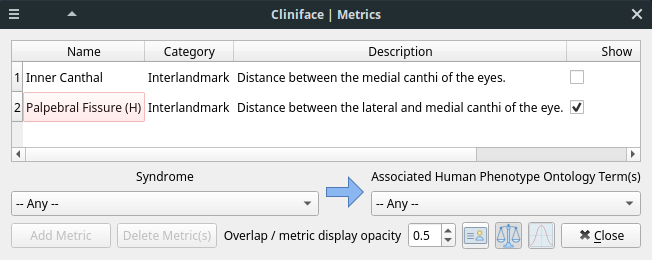 Cliniface | Metrics
Name Category Description Show
1 Inner Canthal Interlandmark Distance between the medial canthi of the eyes.
2 Palpebral Fissure (H) Interlandmark Distance between the lateral and medial canthi of the eye.
Syndrome Associated Human Phenotype Ontology Term(s)
-- Any -- -- Any --
Add Metric Delete Metric(s) Overlap / metric display opacity 0.5 Close